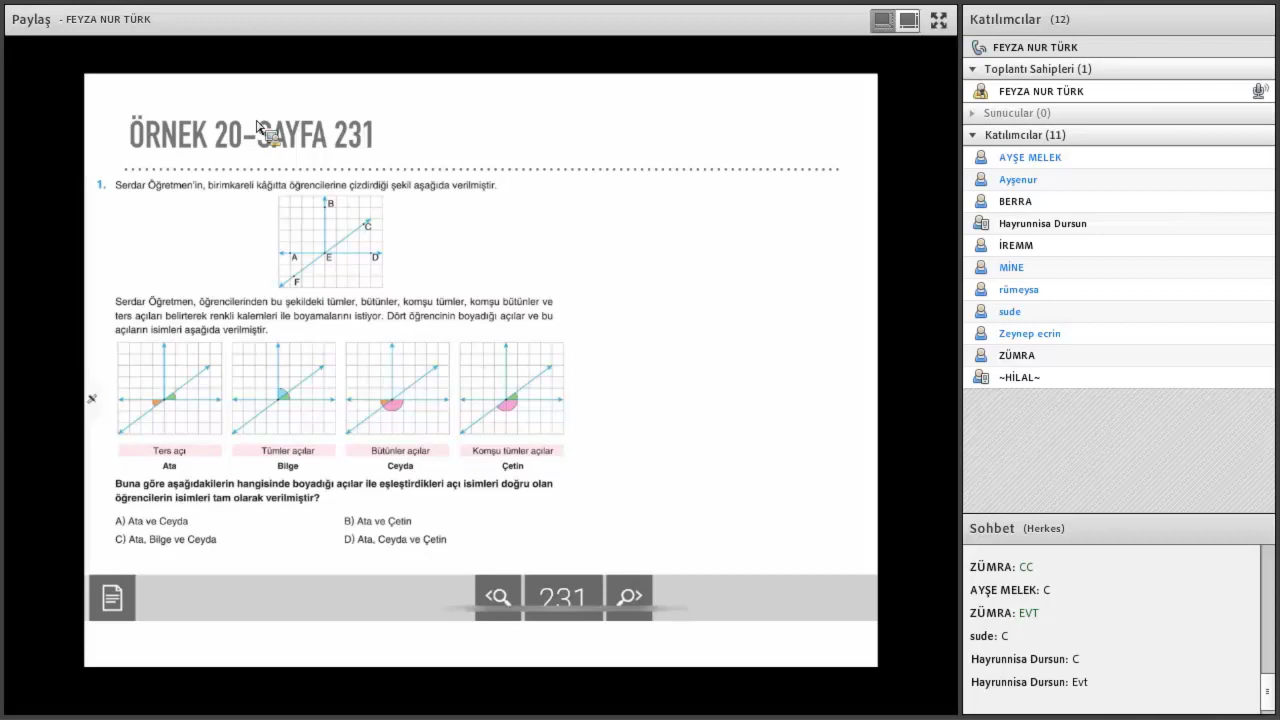 Paylaş - FEYZA NUR TÜRK
ÖRNEK 20-SAYFA 231
1. Serdar Öğretmen'in, birimkareli kâğıtta öğrencilerine çizdirdiği şekil aşağıda verilmiştir.
B
C
A
E
D
F
Serdar Öğretmen, öğrencilerinden bu şekildeki tümler, bütünler, komşu tümler, komşu bütünler ve
ters açıları belirterek renkli kalemleri ile boyamalarını istiyor. Dört öğrencinin boyadığı açılar ve bu
açıların isimleri aşağıda verilmiştir.
Ters açı
Tümler açılar
Bütünler açılar
Komşu tümler açılar
Ata
Bilge
Ceyda
Çetin
Buna göre aşağıdakilerin hangisinde boyadığı açılar ile eşleştirdikleri açı isimleri doğru olan
öğrencilerin isimleri tam olarak verilmiştir?
A) Ata ve Ceyda
B) Ata ve Çetin
C) Ata, Bilge ve Ceyda
D) Ata, Ceyda ve Çetin
231
Katılımcılar (12)
FEYZA NUR TÜRK
Toplantı Sahipleri (1)
FEYZA NUR TÜRK
Sunucular (0)
Katılımcılar (11)
AYŞE MELEK
Ayşenur
BERRA
Hayrunnisa Dursun
İREMM
MİNE
rümeysa
sude
Zeynep ecrin
ZÜMRA
~HİLAL~
Sohbet (Herkes)
ZÜMRA: CC
AYŞE MELEK: C
ZÜMRA: EVT
sude: C
Hayrunnisa Dursun: C
Hayrunnisa Dursun: Evt